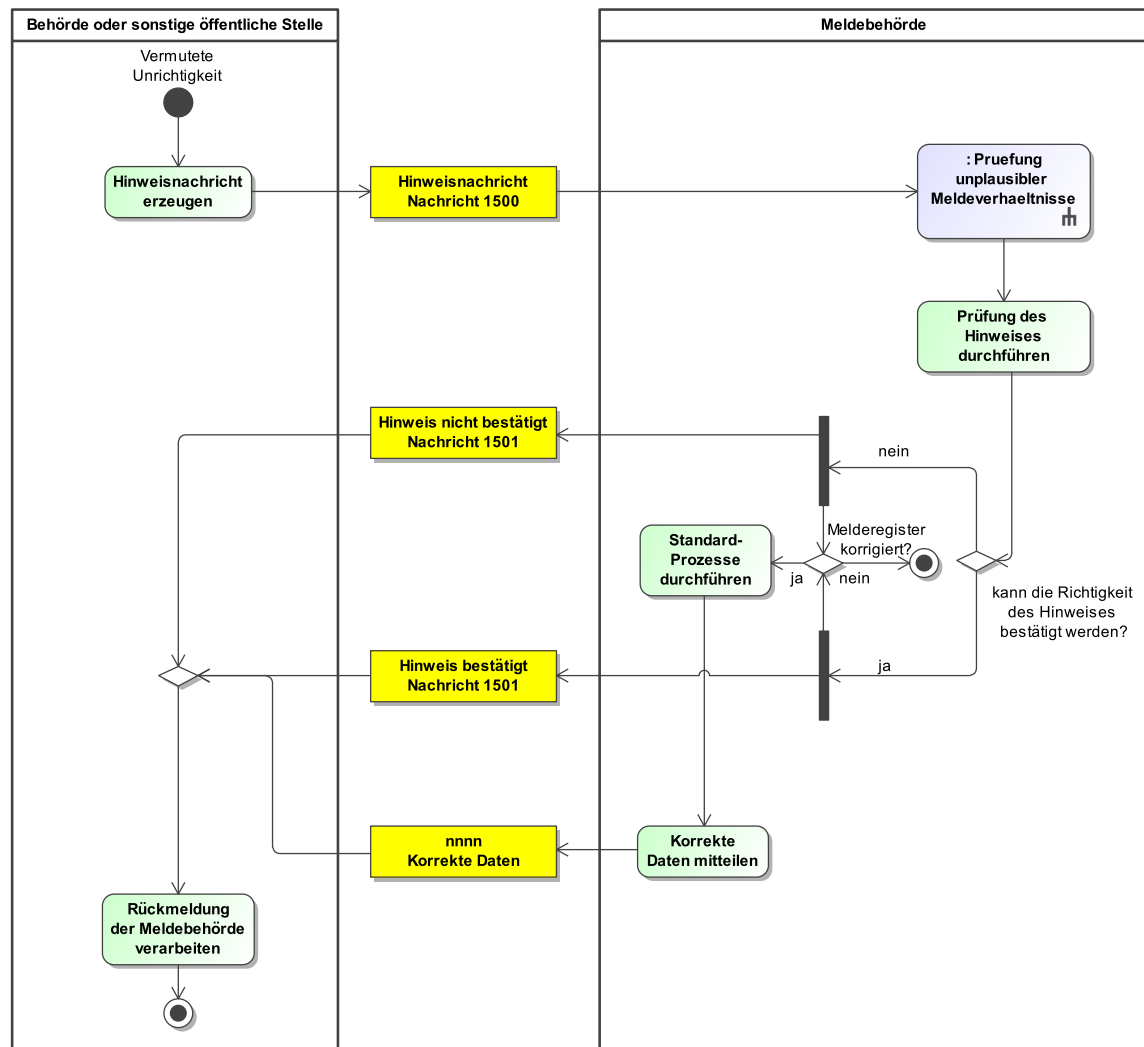 Behörde oder sonstige öffentliche Stelle
Meldebehörde
Vermutete
Unrichtigkeit
Hinweisnachricht
erzeugen
Hinweisnachricht
Nachricht 1500
: Pruefung
unplausibler
Meldeverhaeltnisse
Prüfung des
Hinweises
durchführen
Hinweis nicht bestätigt
Nachricht 1501
nein
Standard-
Prozesse
durchführen
Melderegister
korrigiert?
ja
nein
kann die Richtigkeit
des Hinweises
bestätigt werden?
Hinweis bestätigt
Nachricht 1501
ja
nnnn
Korrekte Daten
Korrekte
Daten mitteilen
Rückmeldung
der Meldebehörde
verarbeiten